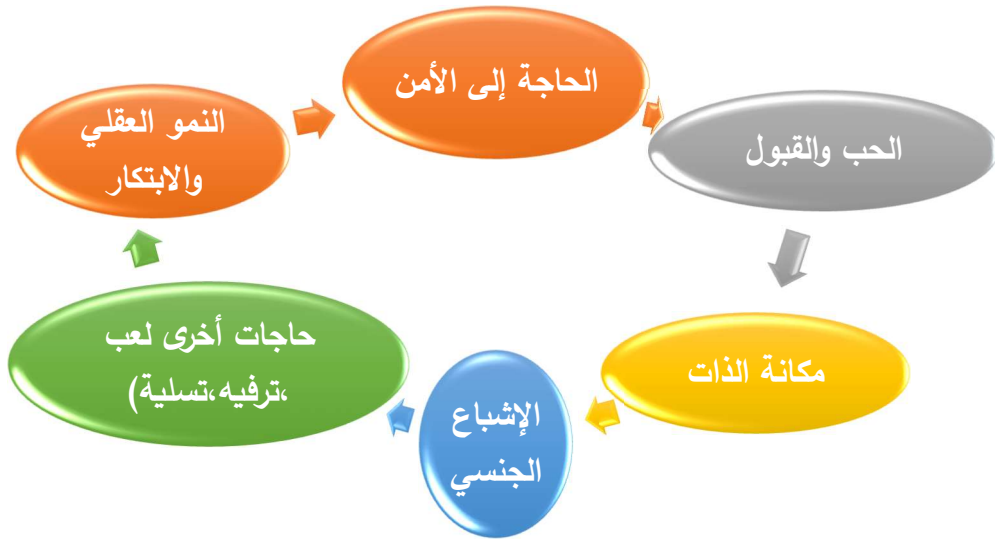 الحاجة إلى الأمن
الحب والقبول
مكانة الذات
الإشباع
الجنسي
حاجات أخرى لعب
،ترفيه،تسلية)
النمو العقلي
والابتكار